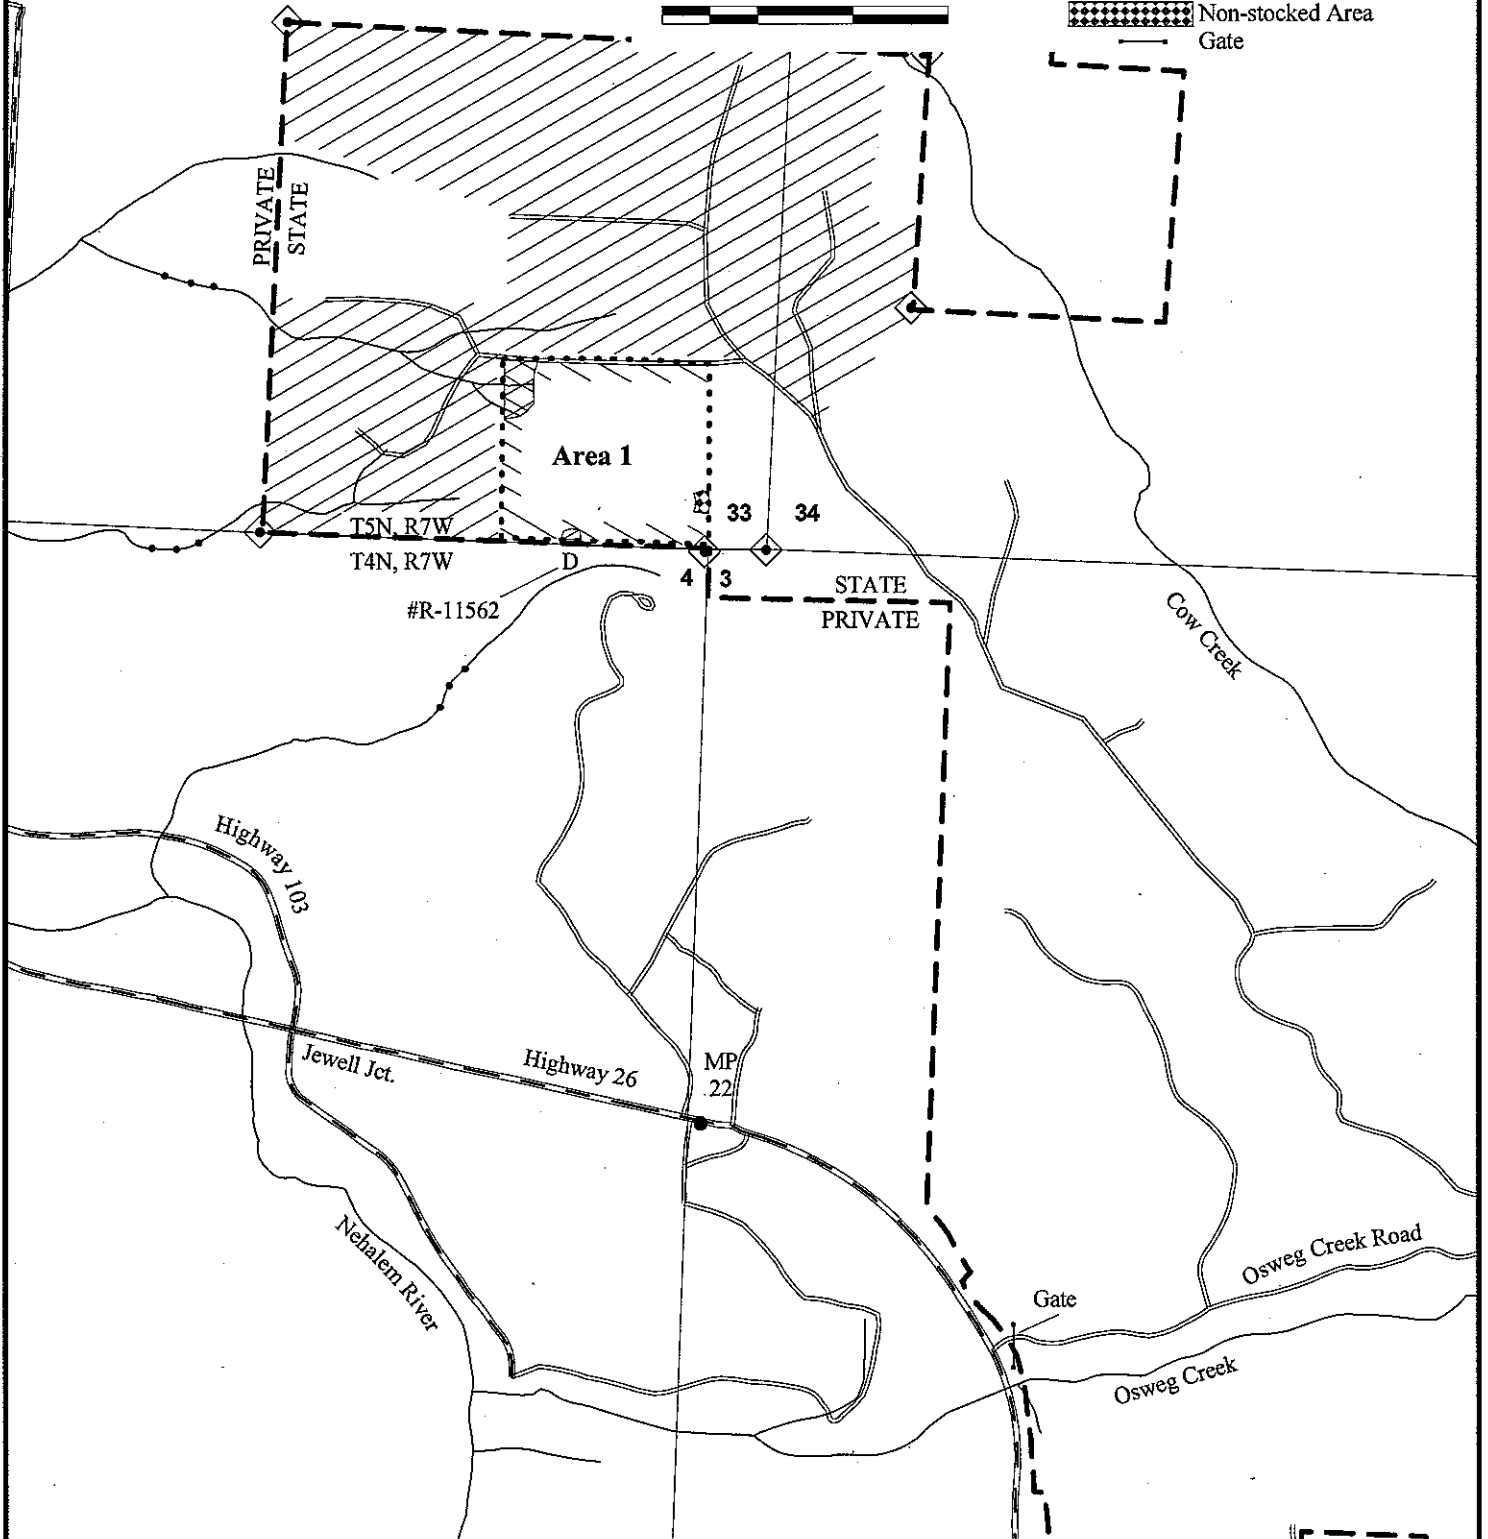 Non-stocked Area
Gate
PRIVATE
STATE
Area 1
33
34
T5N, R7W
T4N, R7W
D
#R-11562
4
3
STATE
PRIVATE
Cow Creek
Highway 103
Jewell Jct.
Highway 26
MP
22
Nehalem River
Gate
Osweg Creek Road
Osweg Creek